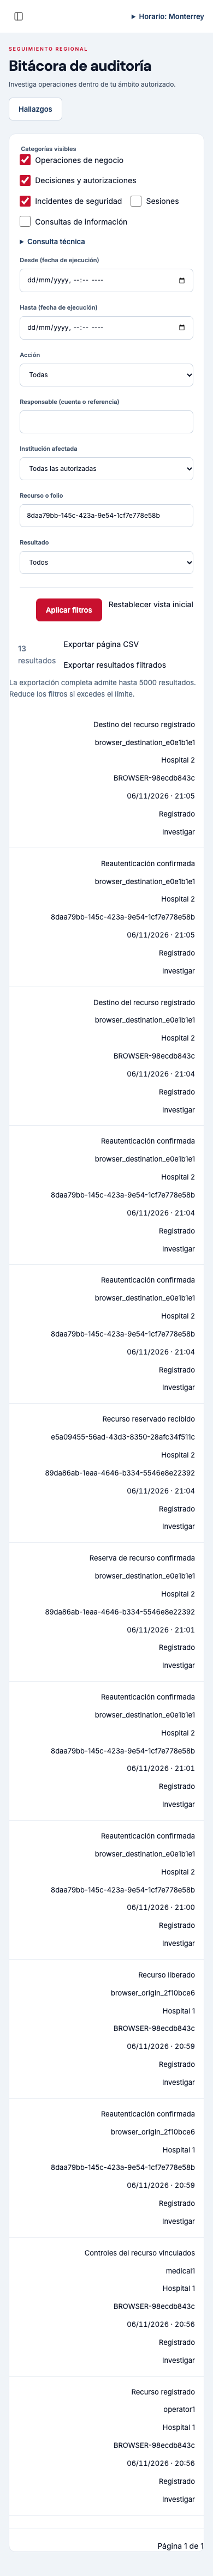 ▸ Horario: Monterrey
SEGUIMIENTO REGIONAL
Bitácora de auditoría
Investiga operaciones dentro de tu ámbito autorizado.
Hallazgos
Categorías visibles
Operaciones de negocio
Decisiones y autorizaciones
Incidentes de seguridad
Sesiones
Consultas de información
▸ Consulta técnica
Desde (fecha de ejecución)
dd/mm/yyyy, --:-- ----
Hasta (fecha de ejecución)
dd/mm/yyyy, --:-- ----
Acción
Todas
Responsable (cuenta o referencia)
Institución afectada
Todas las autorizadas
Recurso o folio
8daa79bb-145c-423a-9e54-1cf7e778e58b
Resultado
Todos
Aplicar filtros
Restablecer vista inicial
13 resultados
Exportar página CSV
Exportar resultados filtrados
La exportación completa admite hasta 5000 resultados.
Reduce los filtros si excedes el límite.
Destino del recurso registrado
browser_destination_e0e1b1e1
Hospital 2
BROWSER-98ecdb843c
06/11/2026 · 21:05
Registrado
Investigar
Reautenticación confirmada
browser_destination_e0e1b1e1
Hospital 2
8daa79bb-145c-423a-9e54-1cf7e778e58b
06/11/2026 · 21:05
Registrado
Investigar
Destino del recurso registrado
browser_destination_e0e1b1e1
Hospital 2
BROWSER-98ecdb843c
06/11/2026 · 21:04
Registrado
Investigar
Reautenticación confirmada
browser_destination_e0e1b1e1
Hospital 2
8daa79bb-145c-423a-9e54-1cf7e778e58b
06/11/2026 · 21:04
Registrado
Investigar
Reautenticación confirmada
browser_destination_e0e1b1e1
Hospital 2
8daa79bb-145c-423a-9e54-1cf7e778e58b
06/11/2026 · 21:04
Registrado
Investigar
Recurso reservado recibido
e5a09455-56ad-43d3-8350-28afc34f511c
Hospital 2
89da86ab-1eaa-4646-b334-5546e8e22392
06/11/2026 · 21:04
Registrado
Investigar
Reserva de recurso confirmada
browser_destination_e0e1b1e1
Hospital 2
89da86ab-1eaa-4646-b334-5546e8e22392
06/11/2026 · 21:01
Registrado
Investigar
Reautenticación confirmada
browser_destination_e0e1b1e1
Hospital 2
8daa79bb-145c-423a-9e54-1cf7e778e58b
06/11/2026 · 21:01
Registrado
Investigar
Reautenticación confirmada
browser_destination_e0e1b1e1
Hospital 2
8daa79bb-145c-423a-9e54-1cf7e778e58b
06/11/2026 · 21:00
Registrado
Investigar
Recurso liberado
browser_origin_2f10bce6
Hospital 1
BROWSER-98ecdb843c
06/11/2026 · 20:59
Registrado
Investigar
Reautenticación confirmada
browser_origin_2f10bce6
Hospital 1
8daa79bb-145c-423a-9e54-1cf7e778e58b
06/11/2026 · 20:59
Registrado
Investigar
Controles del recurso vinculados
medical1
Hospital 1
BROWSER-98ecdb843c
06/11/2026 · 20:56
Registrado
Investigar
Recurso registrado
operator1
Hospital 1
BROWSER-98ecdb843c
06/11/2026 · 20:56
Registrado
Investigar
Página 1 de 1